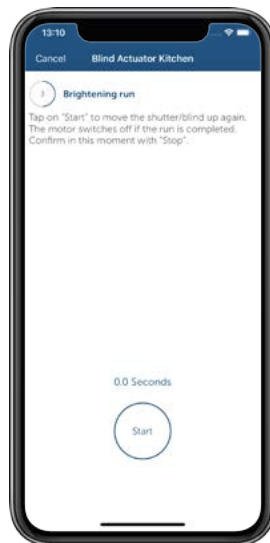 13:10
Cancel Blind Actuator Kitchen
3 Brightening run
Tap on "Start" to move the shutter/blind up again.
The motor switches off if the run is completed.
Confirm in this moment with "Stop".
0.0 Seconds
Start